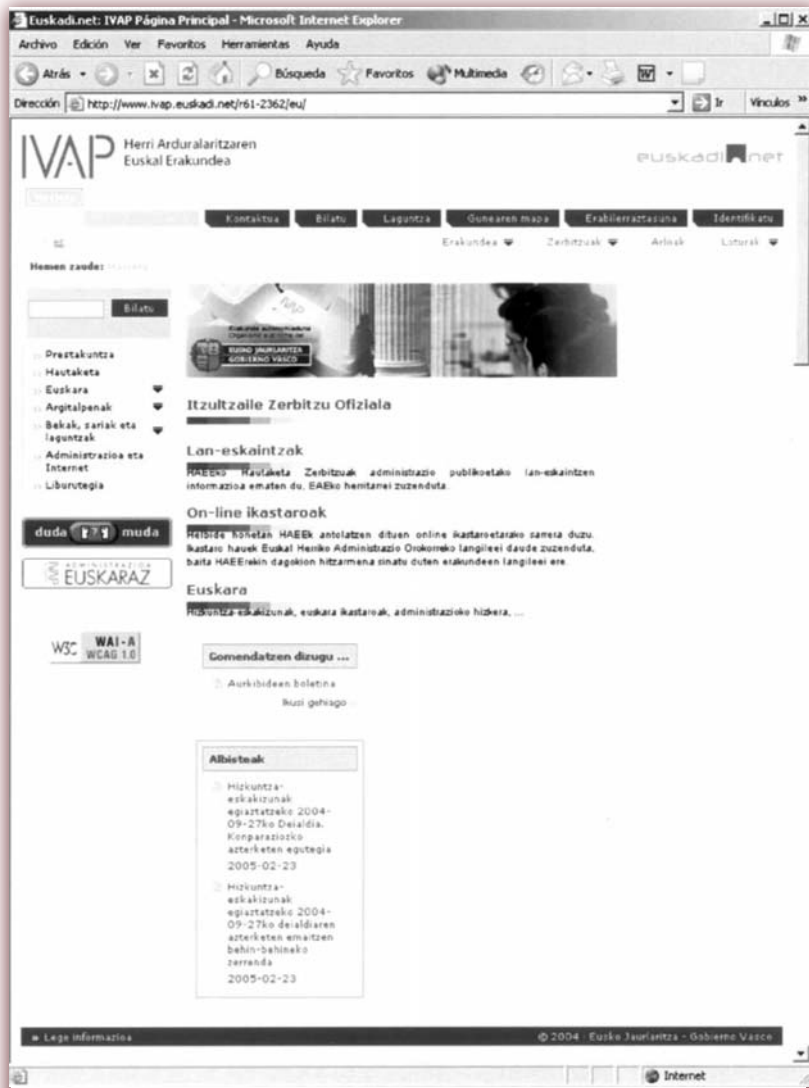 Euskadi.net: IVAP Página Principal - Microsoft Internet Explorer
Archivo Edición Ver Favoritos Herramientas Ayuda
Atrás Búsqueda Favoritos Multimedia
Dirección http://www.ivap.euskadi.net/r61-2362/eu/ Ir Vínculos »
IVAP Herri Arduralaritzaren
Euskal Erakundea
euskadi net
Kontaktua Bilatu Laguntza Gunearen mapa Erabilerraztasuna Identifikatu
Erakundea Zerbitzuak Arloak Loturak
Hemen zaude:
Bilatu
Prestakuntza
Hautaketa
Euskara
Argitalpenak
Bekak, sariak eta
laguntzak
Administrazioa eta
Internet
Liburutegia
duda ??? muda
IVAP ADMINISTRAZIOA
EUSKARAZ
W3C WAI-A
WCAG 1.0
EUSKO JAURLARITZA
GOBIERNO VASCO
Itzultzaile Zerbitzu Ofiziala
Lan-eskaintzak
HAEEko Hautaketa Zerbitzuak administrazio publikoetako lan-eskaintzen
informazioa ematen du, EAEko herritarrei zuzenduta.
On-line ikastaroak
Helbide honetan HAEEk antolatzen dituen online ikastaroetarako sarrera duzu.
Ikastaro hauek Euskal Herriko Administrazio Orokorreko langileei daude zuzenduta,
baita HAEErekin dagokion hitzarmena sinatu duten erakundeen langileei ere.
Euskara
Hizkuntza-eskakizunak, euskara ikastaroak, administrazioko hizkera, ...
Gomendatzen dizugu ...
Aurkibideen boletina
Ikusi gehiago
Albisteak
Hizkuntza-
eskakizunak
egiaztatzeko 2004-
09-27ko Deialdia.
Konparaziozko
azterketen egutegia
2005-02-23
Hizkuntza-
eskakizunak
egiaztatzeko 2004-
09-27ko deialdiaren
azterketen emaitzen
behin-behineko
zerrenda
2005-02-23
» Lege informazioa © 2004 - Eusko Jaurlaritza - Gobierno Vasco
Internet